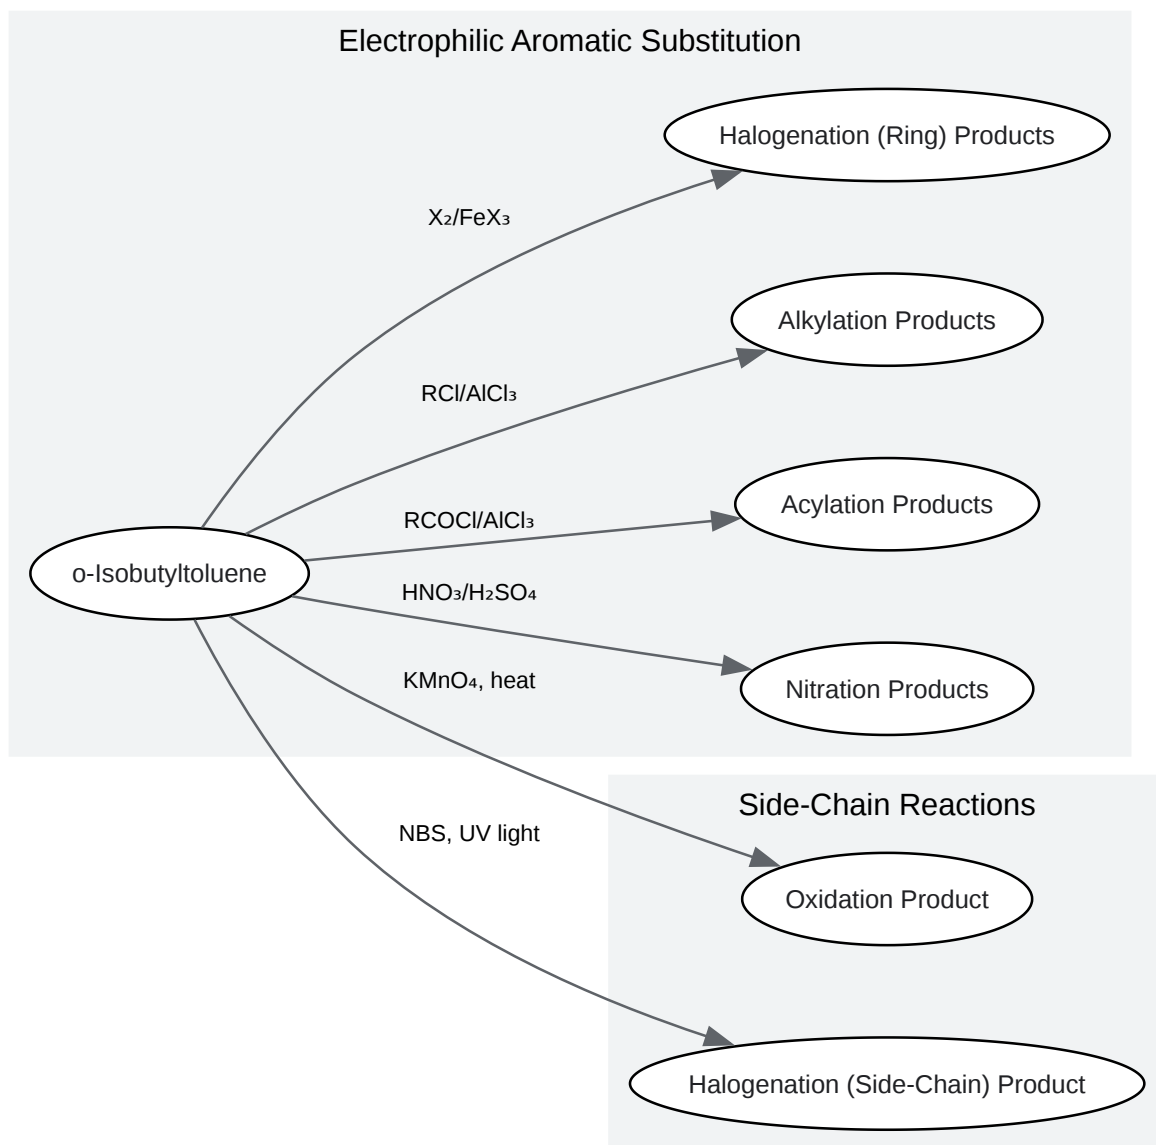 Electrophilic Aromatic Substitution
Halogenation (Ring) Products
X₂/FeX₃
Alkylation Products
RCl/AlCl₃
Acylation Products
RCOCl/AlCl₃
o-Isobutyltoluene
HNO₃/H₂SO₄
KMnO₄, heat
Nitration Products
Side-Chain Reactions
NBS, UV light
Oxidation Product
Halogenation (Side-Chain) Product